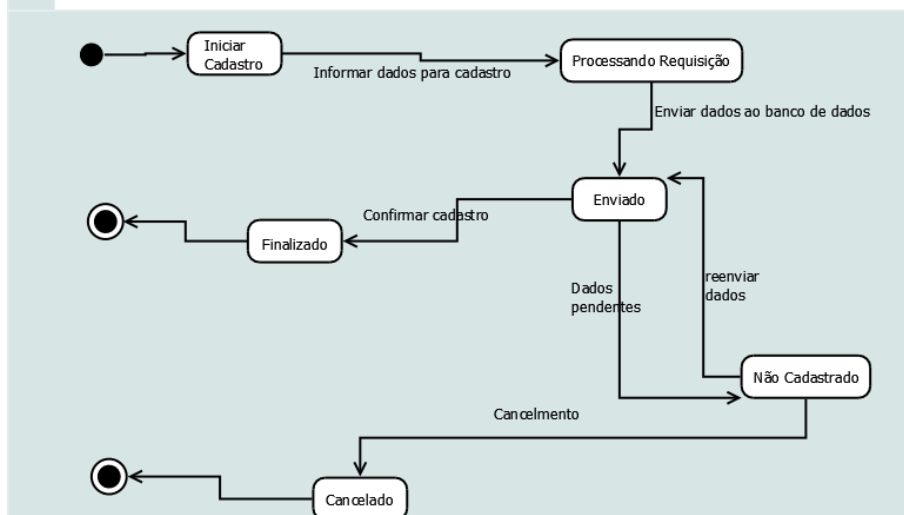 Iniciar
Cadastro
Informar dados para cadastro
Processando Requisição
Enviar dados ao banco de dados
Enviado
Confirmar cadastro
Finalizado
Dados
pendentes
reenviar
dados
Não Cadastrado
Cancelmento
Cancelado